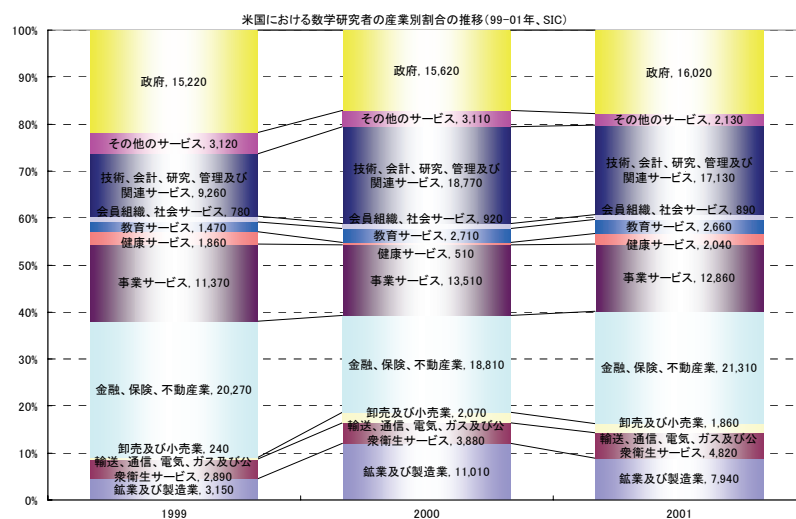 米国における数学研究者の産業別割合の推移(99-01年、SIC)
100%
90%
80%
70%
60%
50%
40%
30%
20%
10%
0%
政府, 15,220
その他のサービス, 3,120
技術、会計、研究、管理及び
関連サービス, 9,260
会員組織、社会サービス, 780
教育サービス, 1,470
健康サービス, 1,860
事業サービス, 11,370
金融、保険、不動産業, 20,270
卸売及び小売業, 240
輸送、通信、電気、ガス及び公
衆衛生サービス, 2,890
鉱業及び製造業, 3,150
1999
政府, 15,620
その他のサービス, 3,110
技術、会計、研究、管理及び
関連サービス, 18,770
会員組織、社会サービス, 920
教育サービス, 2,710
健康サービス, 510
事業サービス, 13,510
金融、保険、不動産業, 18,810
卸売及び小売業, 2,070
輸送、通信、電気、ガス及び公
衆衛生サービス, 3,880
鉱業及び製造業, 11,010
2000
政府, 16,020
その他のサービス, 2,130
技術、会計、研究、管理及び
関連サービス, 17,130
会員組織、社会サービス, 890
教育サービス, 2,660
健康サービス, 2,040
事業サービス, 12,860
金融、保険、不動産業, 21,310
卸売及び小売業, 1,860
輸送、通信、電気、ガス及び公
衆衛生サービス, 4,820
鉱業及び製造業, 7,940
2001